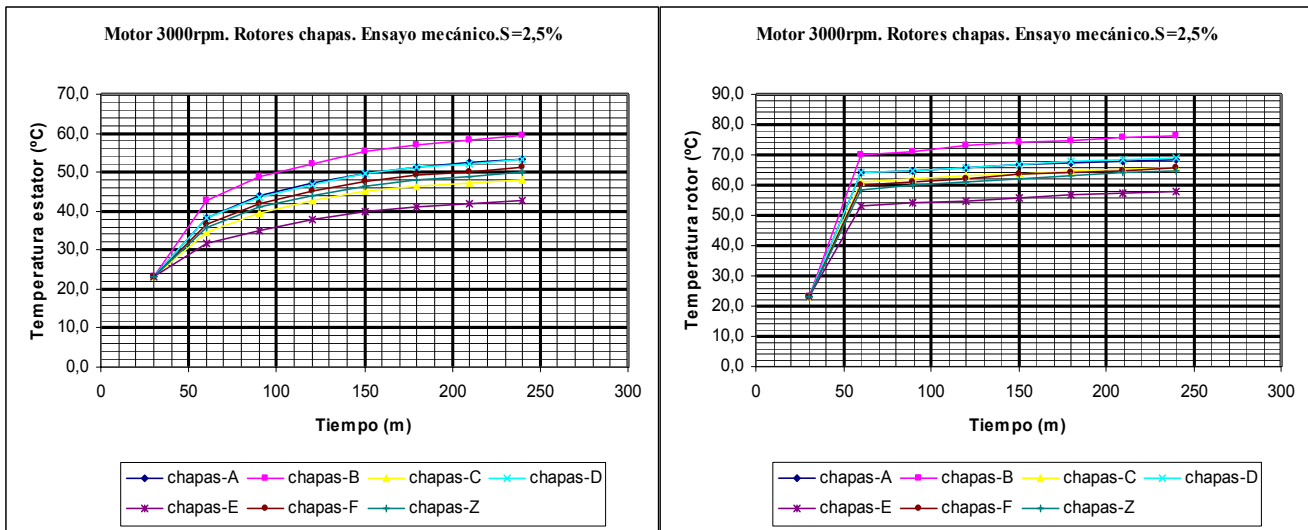 Motor 3000rpm. Rotores chapas. Ensayo mecánico.S=2,5%
Temperatura estator (ºC)
70,0
60,0
50,0
40,0
30,0
20,0
10,0
0,0
0 50 100 150 200 250 300
Tiempo (m)
chapas-A chapas-B chapas-C chapas-D
chapas-E chapas-F chapas-Z
Motor 3000rpm. Rotores chapas. Ensayo mecánico.S=2,5%
Temperatura rotor (ºC)
90,0
80,0
70,0
60,0
50,0
40,0
30,0
20,0
10,0
0,0
0 50 100 150 200 250 300
Tiempo (m)
chapas-A chapas-B chapas-C chapas-D
chapas-E chapas-F chapas-Z